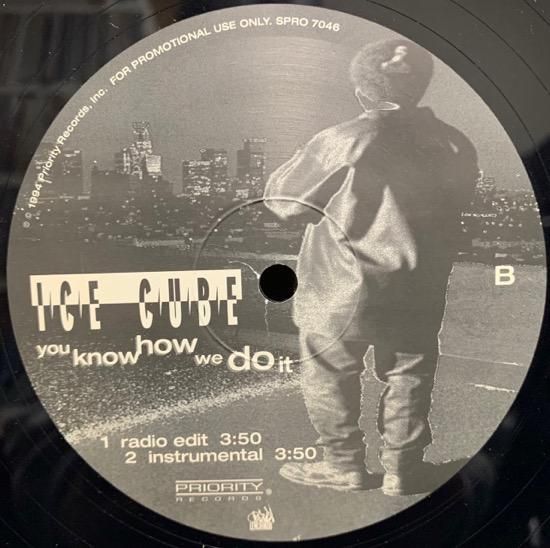 ℗ © 1994 Priority Records, Inc. FOR PROMOTIONAL USE ONLY. SPRO 7046
B
ICE CUBE
you know how we do it
1 radio edit 3:50
2 instrumental 3:50
PRIORITY
RECORDS®